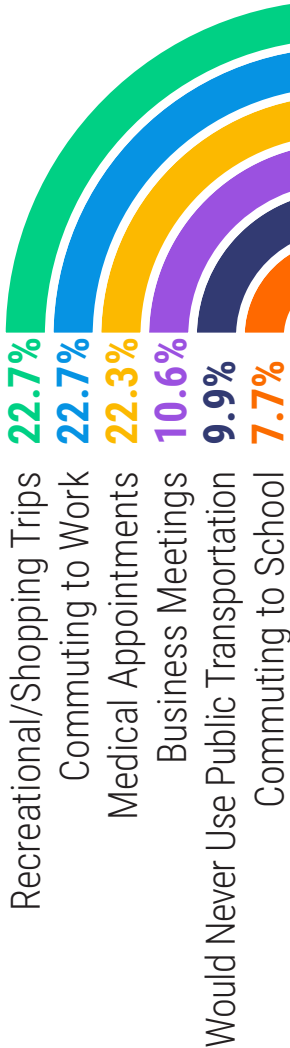 22.7% Recreational/Shopping Trips
22.7% Commuting to Work
22.3% Medical Appointments
10.6% Business Meetings
9.9% Would Never Use Public Transportation
7.7% Commuting to School